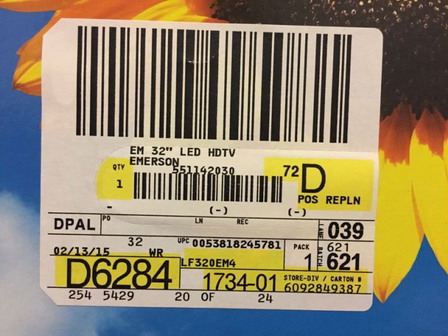 EM 32" LED HDTV
EMERSON
551142030
QTY
1
72 D
POS REPLN
- (-) (-)
DPAL PO LN REC
039
02/13/15 32 WR UPC 0053818245781 PACK 1 621
621
D6284 LF320EM4
1734-01 STORE-DIV / CARTON #
6092849387
254 5429 20 OF 24